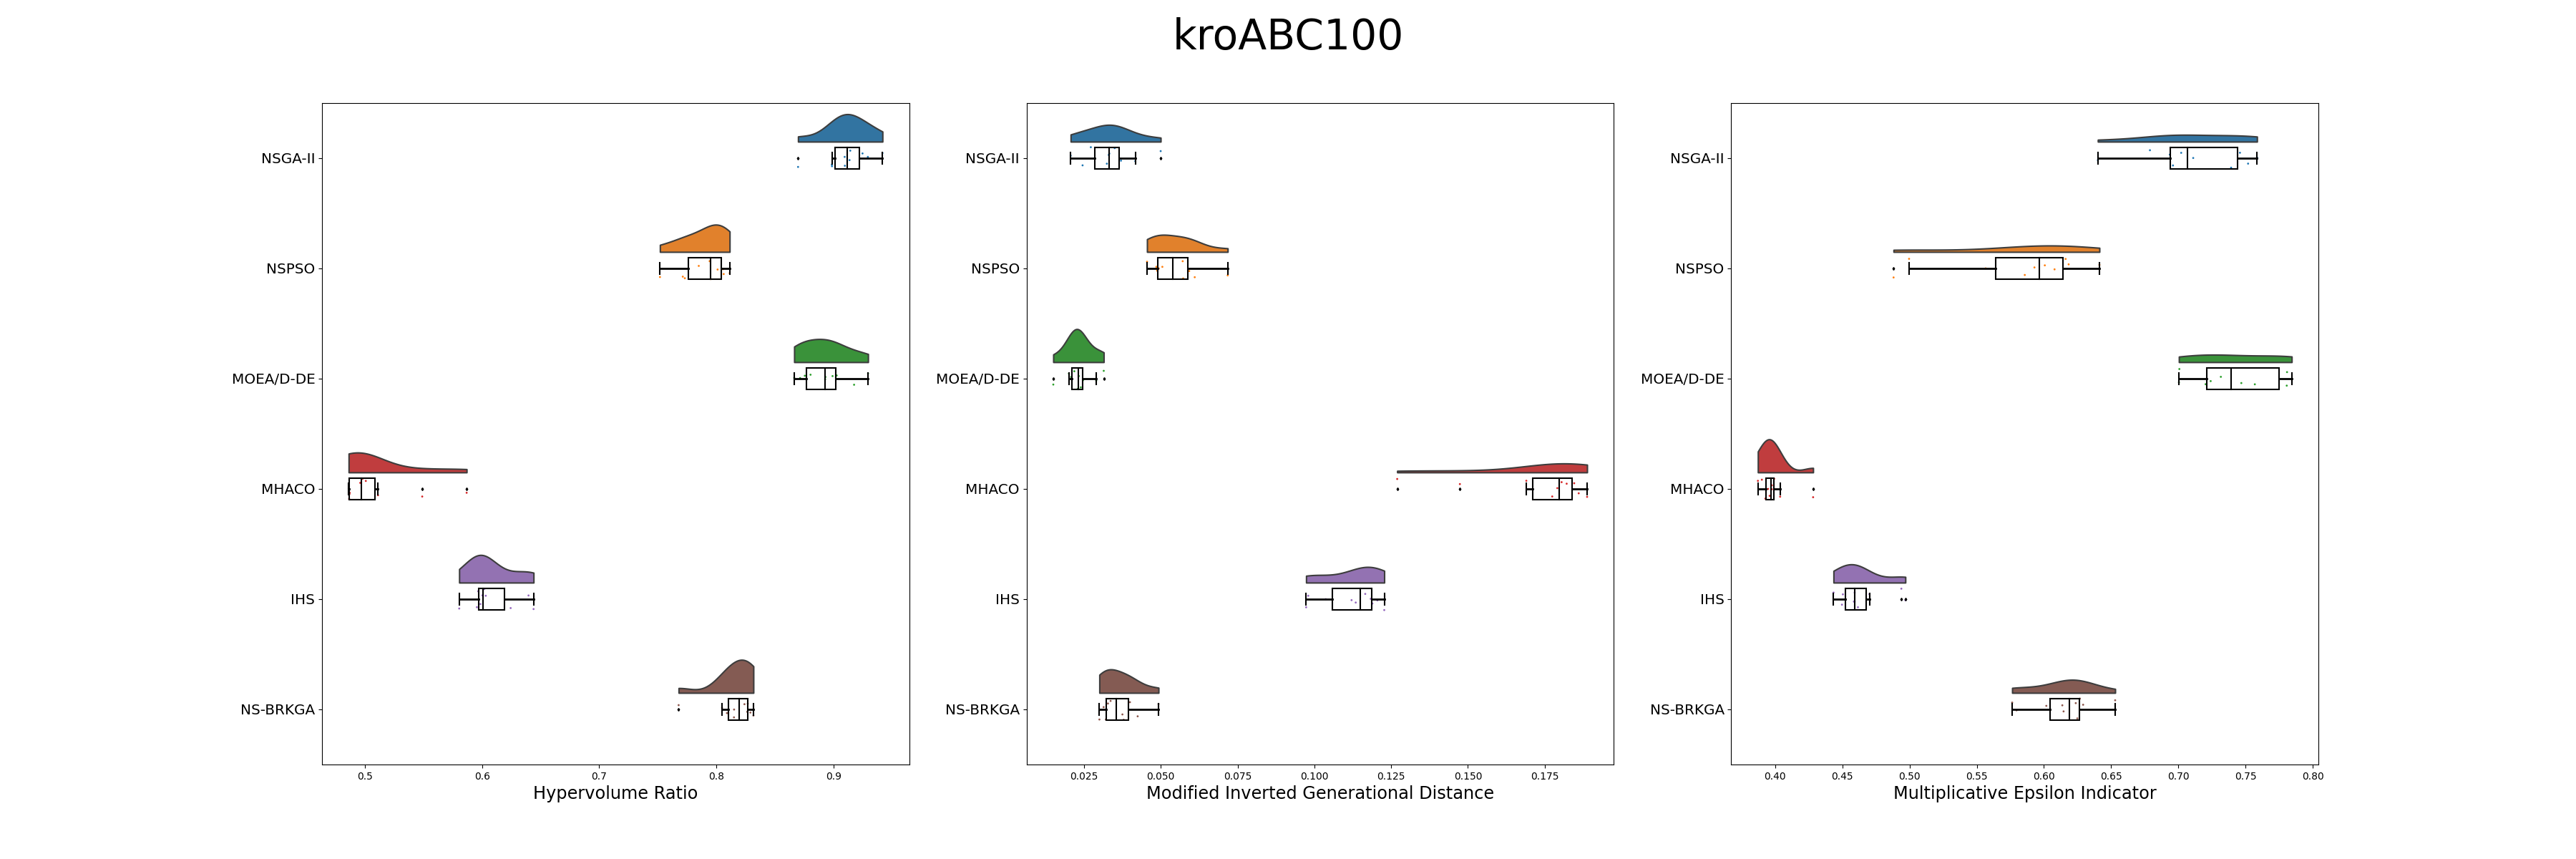 kroABC100
NSGA-II
NSPSO
MOEA/D-DE
MHACO
IHS
NS-BRKGA
0.5 0.6 0.7 0.8 0.9
Hypervolume Ratio
NSGA-II
NSPSO
MOEA/D-DE
MHACO
IHS
NS-BRKGA
0.025 0.050 0.075 0.100 0.125 0.150 0.175
Modified Inverted Generational Distance
NSGA-II
NSPSO
MOEA/D-DE
MHACO
IHS
NS-BRKGA
0.40 0.45 0.50 0.55 0.60 0.65 0.70 0.75 0.80
Multiplicative Epsilon Indicator